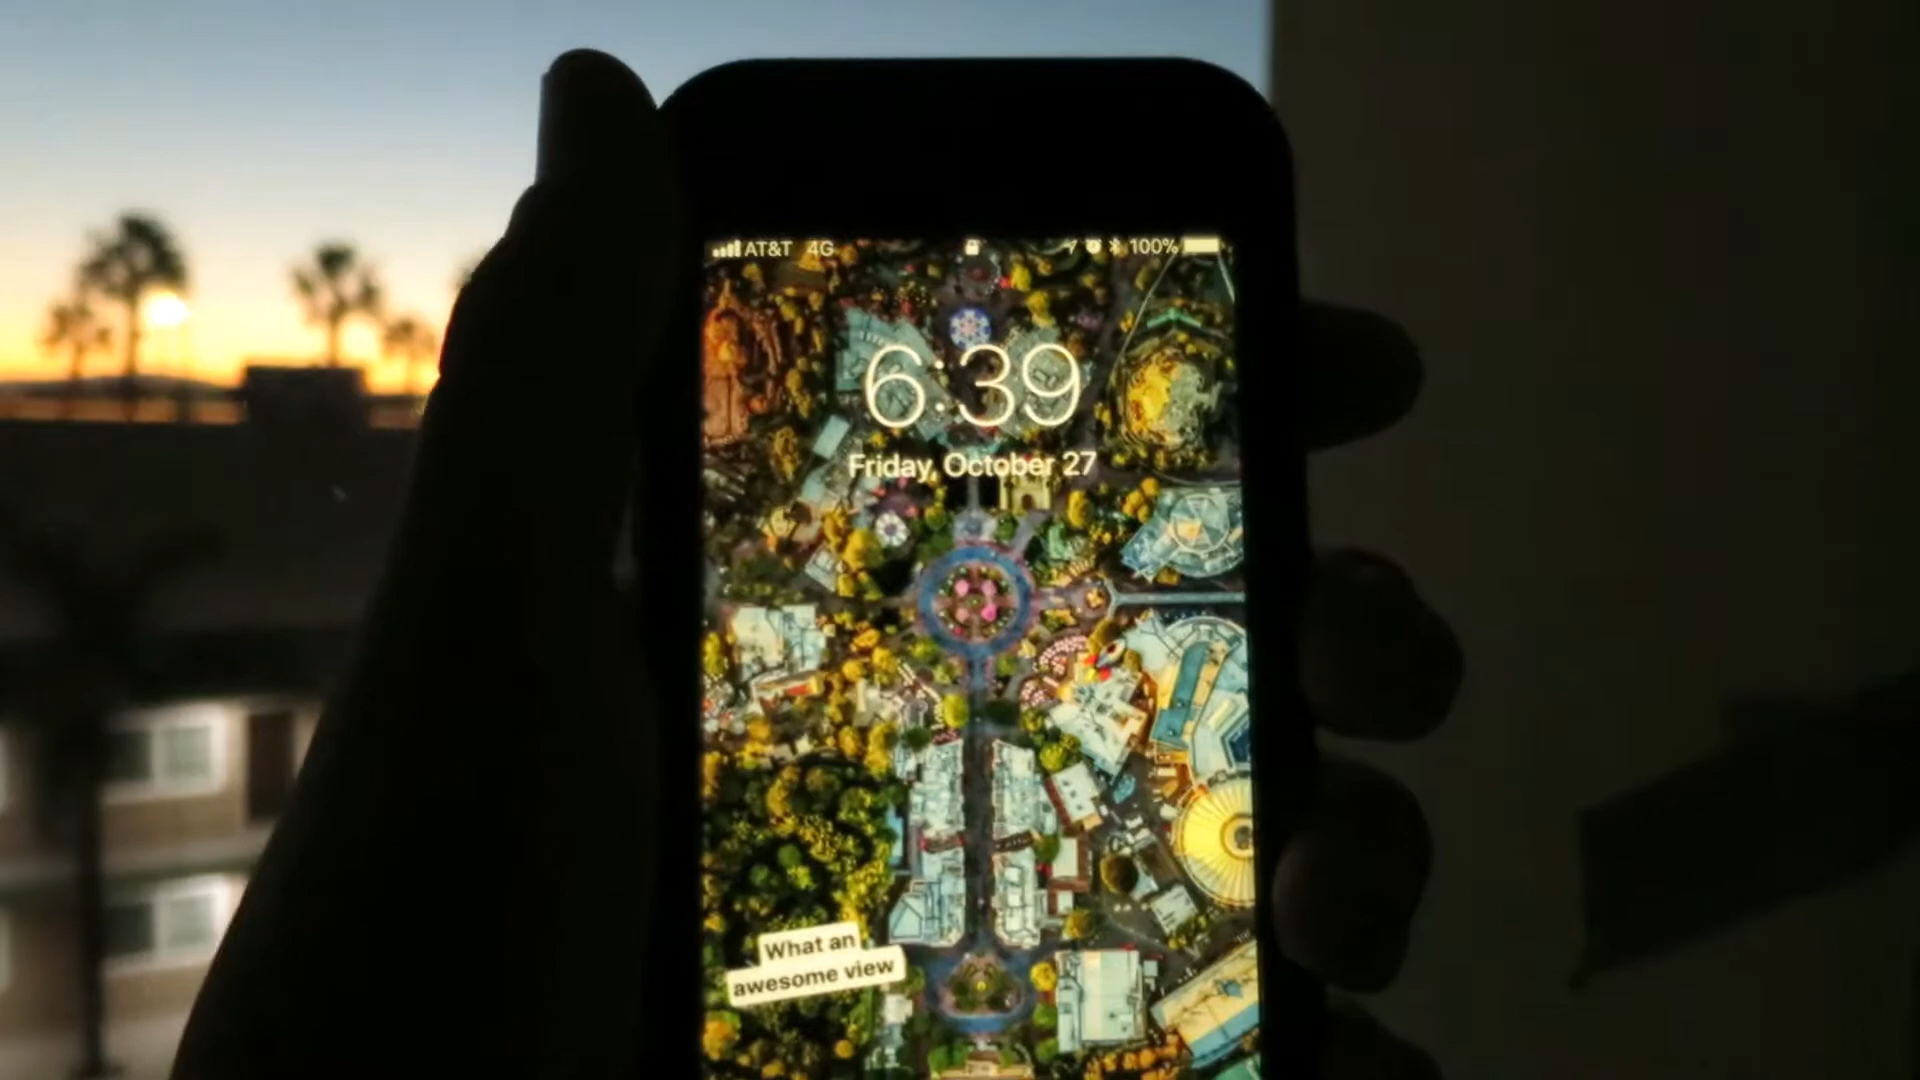 AT&T 4G 100%
6:39
Friday, October 27
What an
awesome view